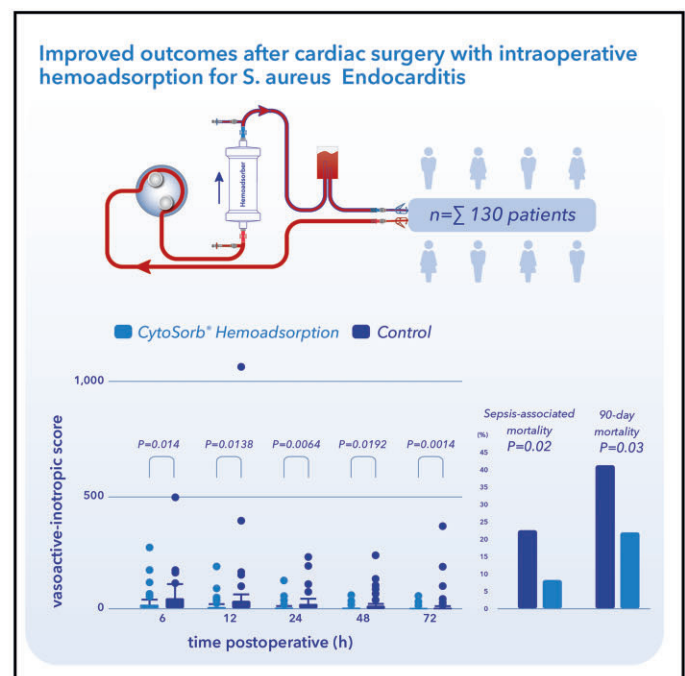 Improved outcomes after cardiac surgery with intraoperative
hemoadsorption for S. aureus Endocarditis
Hemoadsorber
n=∑ 130 patients
CytoSorb® Hemoadsorption Control
vasoactive-inotropic score
1,000
500
0
P=0.014 P=0.0138 P=0.0064 P=0.0192 P=0.0014
6 12 24 48 72
time postoperative (h)
Sepsis-associated
mortality
P=0.02
90-day
mortality
P=0.03
(%)
45
40
35
30
25
20
15
10
5
0